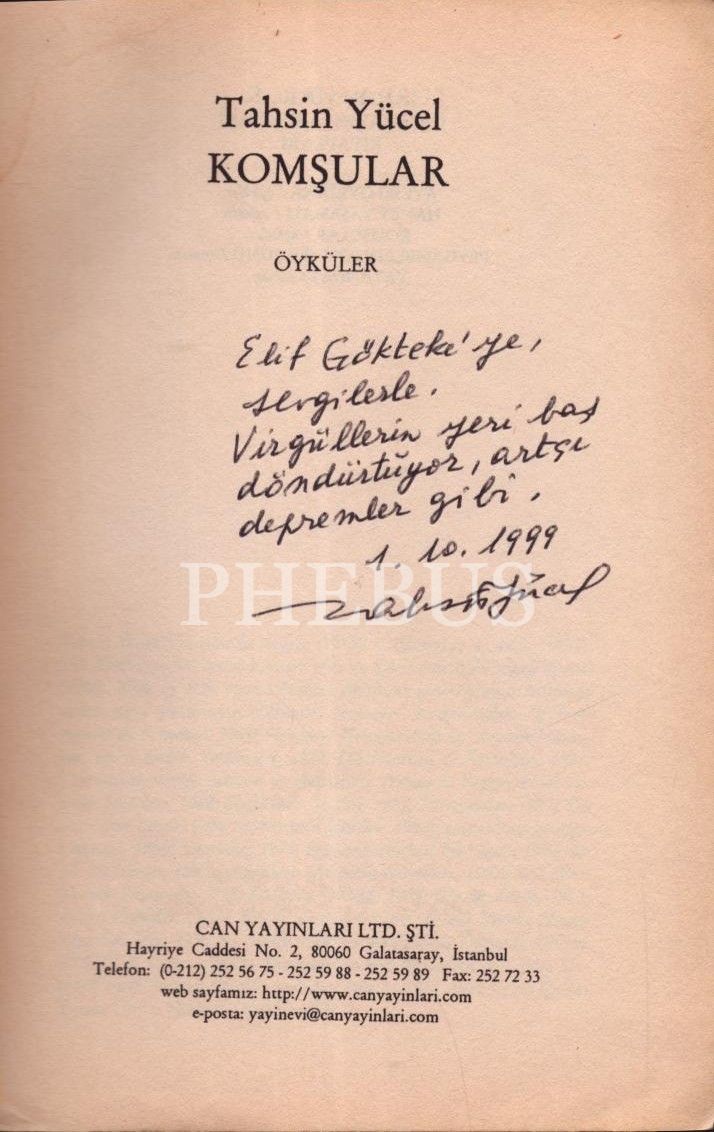 Tahsin Yücel
KOMŞULAR
ÖYKÜLER
Elif Gökteke'ye,
sevgilerle.
Virgüllerin yeri baş
döndürtüyor, artçı
depremler gibi.
1. 10. 1999
Tahsin Yücel
PHEBUS
CAN YAYINLARI LTD. ŞTİ.
Hayriye Caddesi No. 2, 80060 Galatasaray, İstanbul
Telefon: (0-212) 252 56 75 - 252 59 88 - 252 59 89 Fax: 252 72 33
web sayfamız: http://www.canyayinlari.com
e-posta: yayinevi@canyayinlari.com